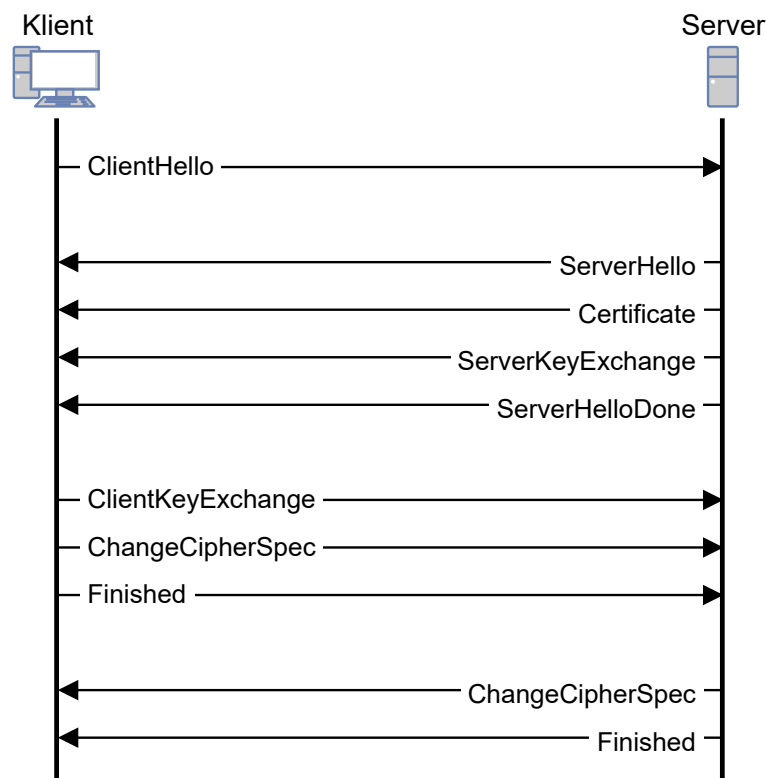 Klient
Server
ClientHello
ServerHello
Certificate
ServerKeyExchange
ServerHelloDone
ClientKeyExchange
ChangeCipherSpec
Finished
ChangeCipherSpec
Finished